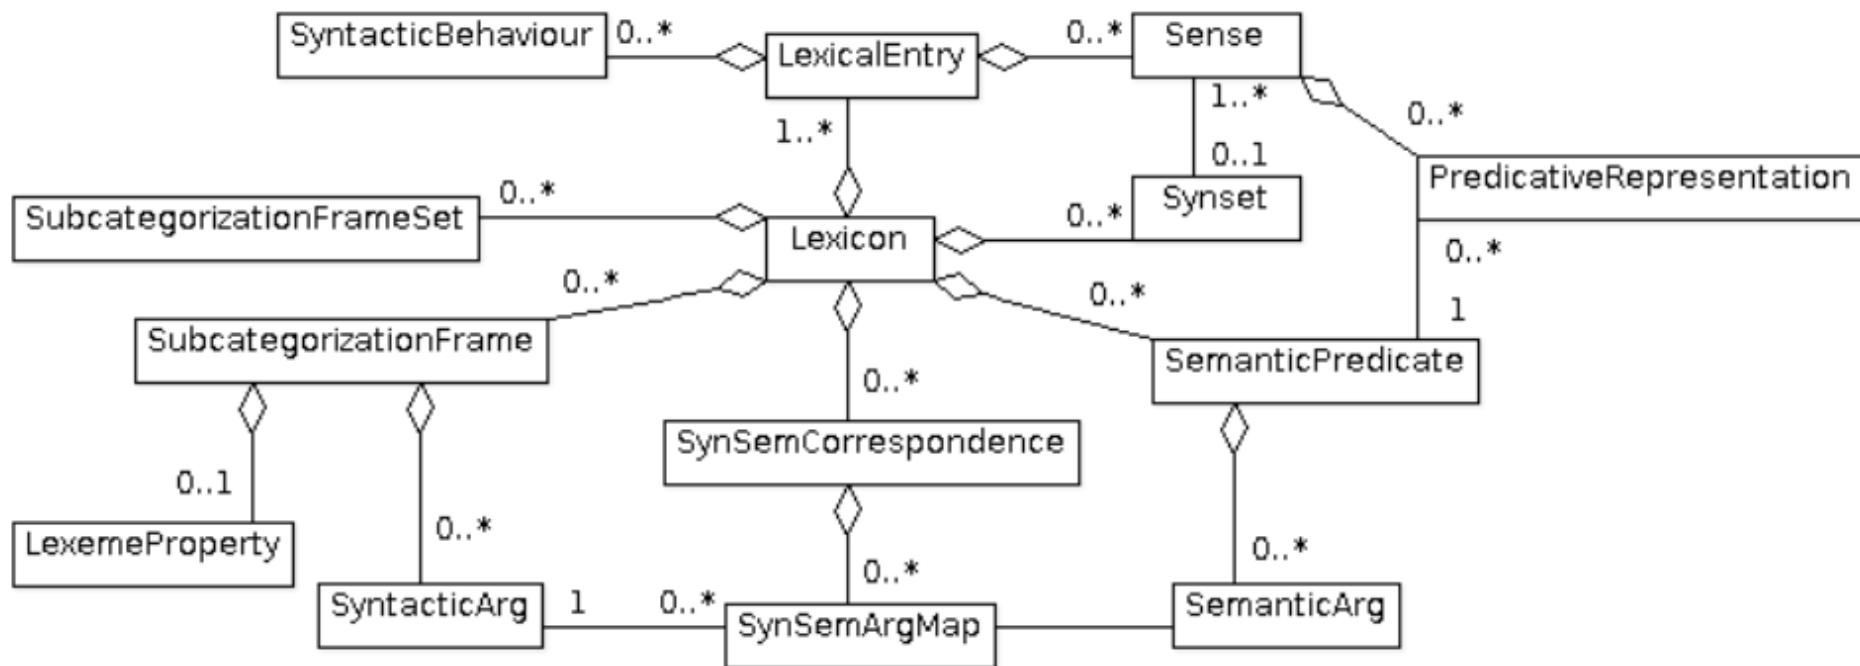 SyntacticBehaviour
0..*
LexicalEntry
0..*
Sense
1..*
1..*
0..*
0..1
PredicativeRepresentation
SubcategorizationFrameSet
0..*
Synset
0..*
Lexicon
0..*
0..*
0..*
1
SubcategorizationFrame
SemanticPredicate
0..*
SynSemCorrespondence
0..1
0..*
LexemeProperty
0..*
0..*
SyntacticArg
1
0..*
SynSemArgMap
SemanticArg